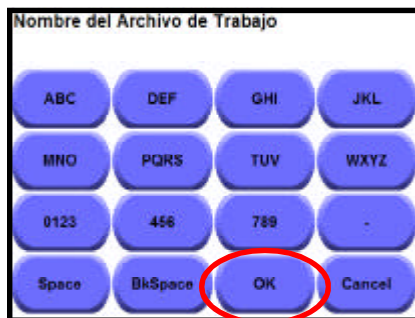 Nombre del Archivo de Trabajo
ABC DEF GHI JKL
MNO PQRS TUV WXYZ
0123 456 789 -
Space BkSpace OK Cancel